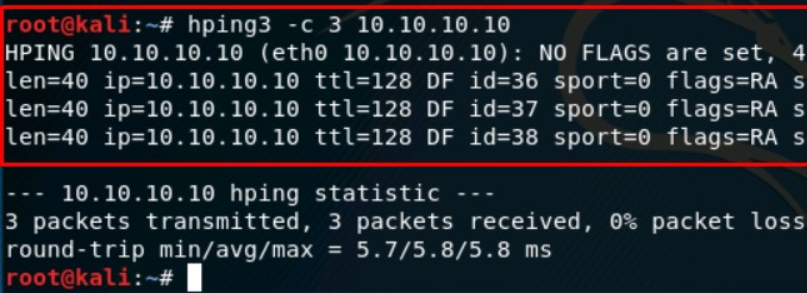 root@kali:~# hping3 -c 3 10.10.10.10
HPING 10.10.10.10 (eth0 10.10.10.10): NO FLAGS are set, 4
len=40 ip=10.10.10.10 ttl=128 DF id=36 sport=0 flags=RA s
len=40 ip=10.10.10.10 ttl=128 DF id=37 sport=0 flags=RA s
len=40 ip=10.10.10.10 ttl=128 DF id=38 sport=0 flags=RA s
--- 10.10.10.10 hping statistic ---
3 packets transmitted, 3 packets received, 0% packet loss
round-trip min/avg/max = 5.7/5.8/5.8 ms
root@kali:~#